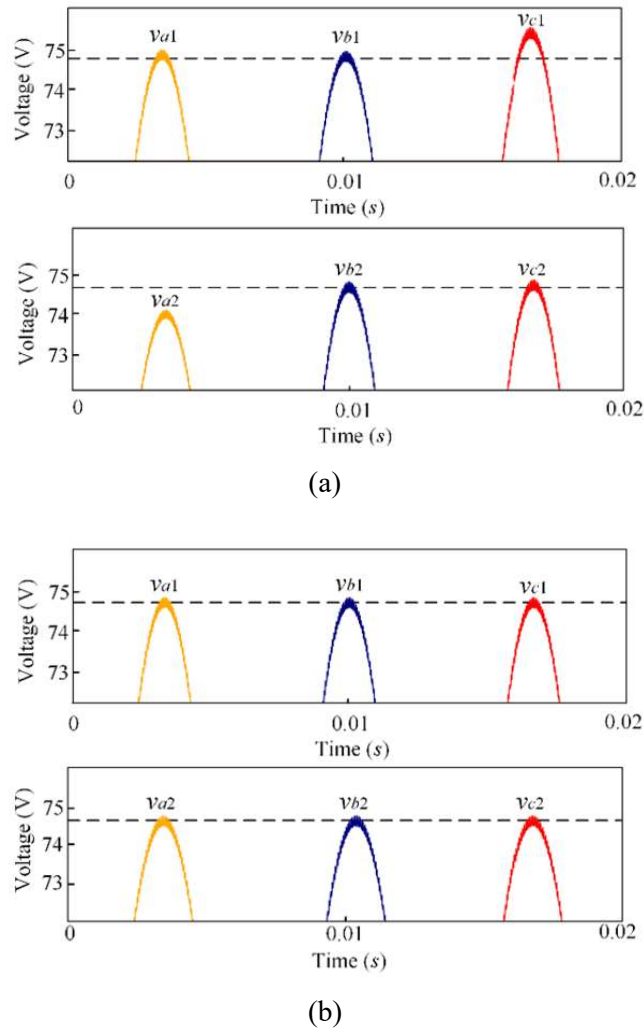 va1 vb1 vc1
Voltage (V)
75
74
73
0 0.01 0.02
Time (s)
va2 vb2 vc2
Voltage (V)
75
74
73
0 0.01 0.02
Time (s)
(a)
va1 vb1 vc1
Voltage (V)
75
74
73
0 0.01 0.02
Time (s)
va2 vb2 vc2
Voltage (V)
75
74
73
0 0.01 0.02
Time (s)
(b)